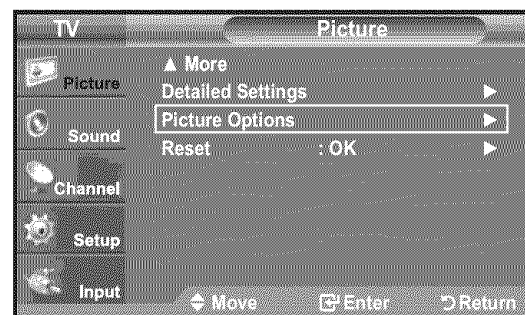 TV
Picture
Picture
Sound
Channel
Setup
Input
▲ More
Detailed Settings ►
Picture Options ►
Reset : OK ►
Move Enter Return